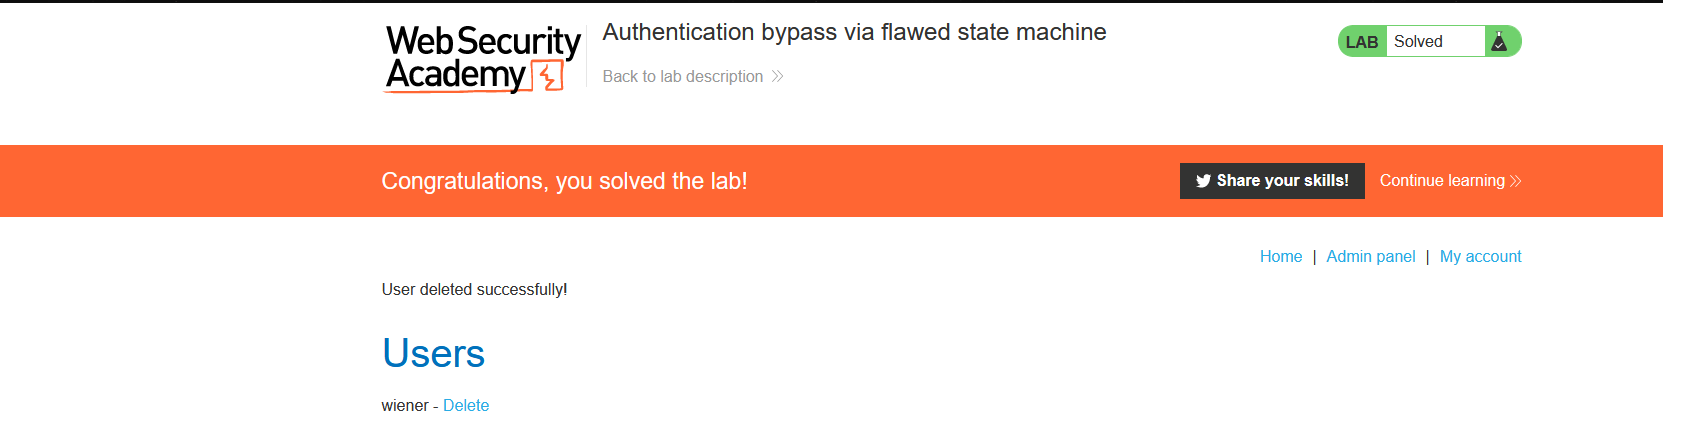 Web Security
Academy
Authentication bypass via flawed state machine
Back to lab description
LAB Solved
Congratulations, you solved the lab!
Share your skills!
Continue learning
Home | Admin panel | My account
User deleted successfully!
Users
wiener - Delete